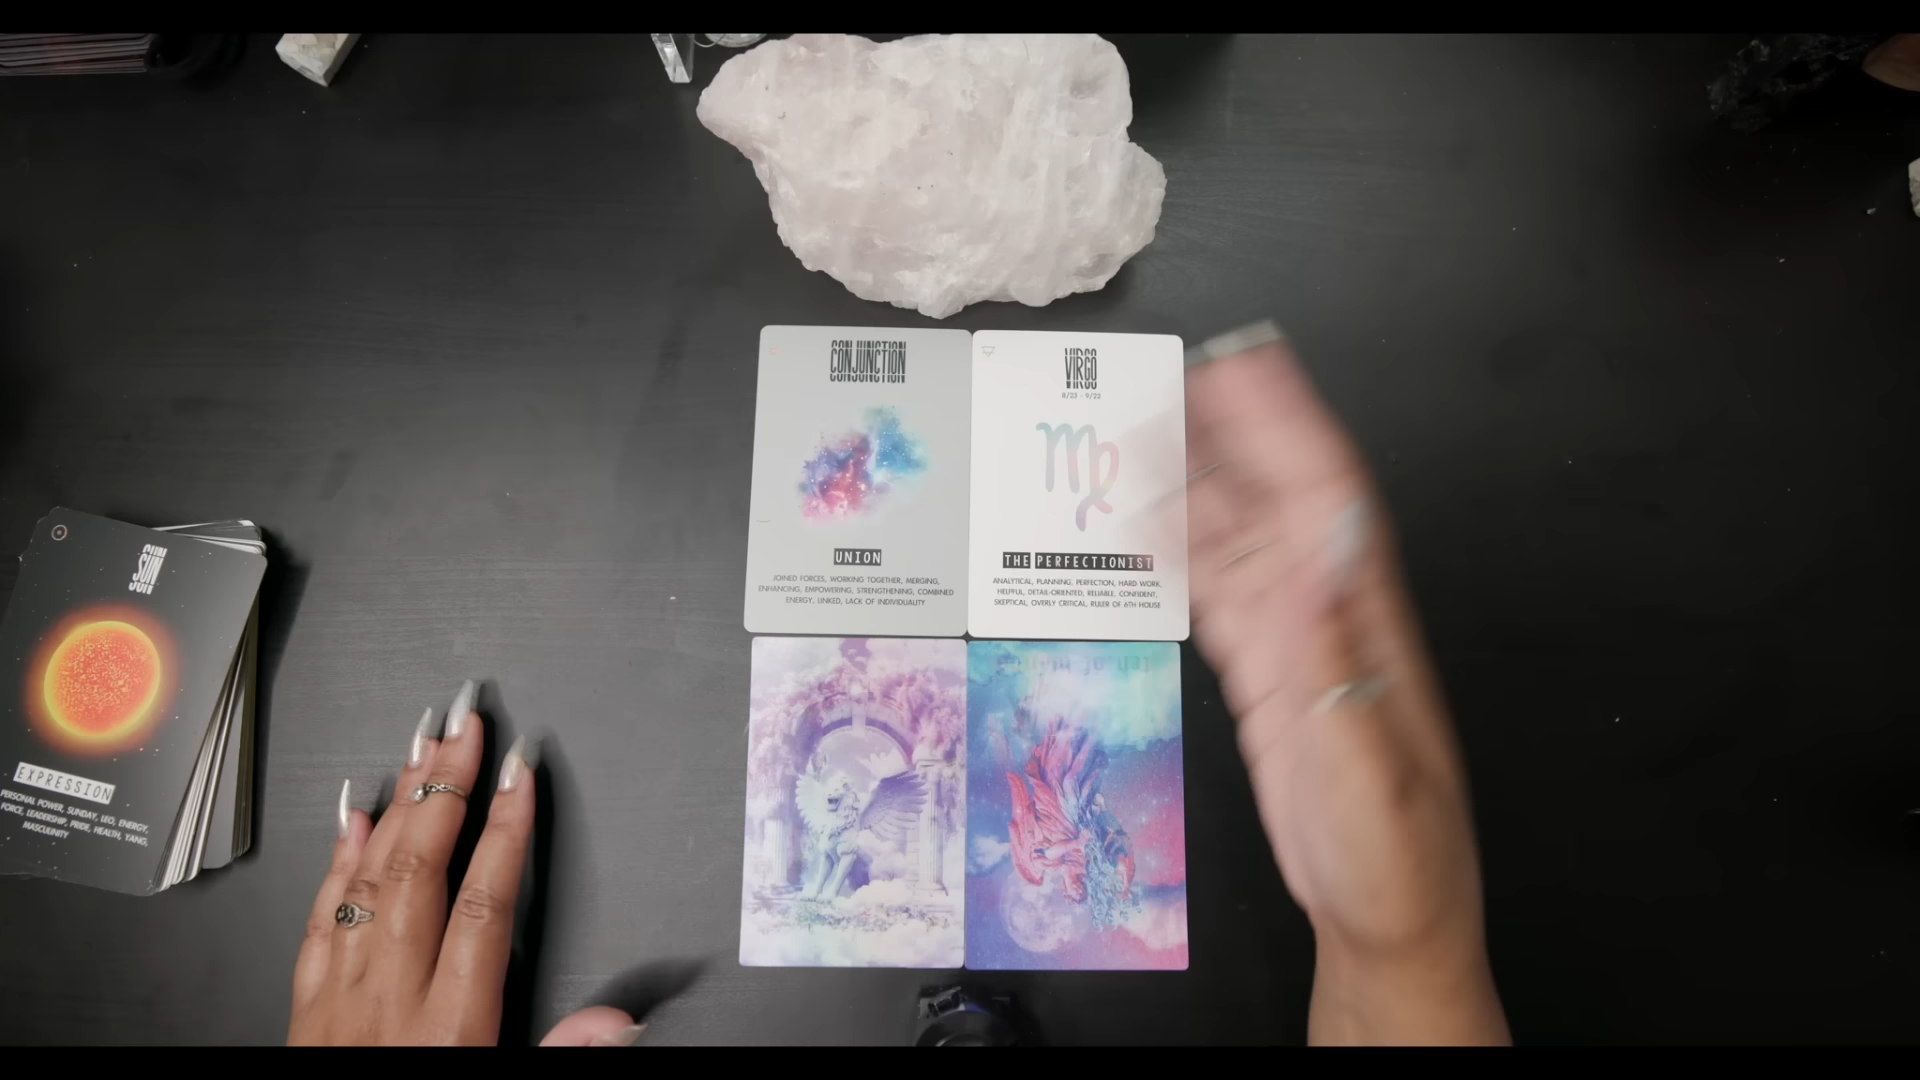 CONJUNCTION
UNION
JOINED FORCES, WORKING TOGETHER, MERGING,
ENHANCING, EMPOWERING, STRENGTHENING, COMBINED
ENERGY, LINKED, LACK OF INDIVIDUALITY
VIRGO
8/23 - 9/22
THE PERFECTIONIST
ANALYTICAL, PLANNING, PERFECTION, HARD WORK,
HELPFUL, DETAIL-ORIENTED, RELIABLE, CONFIDENT,
SKEPTICAL, OVERLY CRITICAL, RULER OF 6TH HOUSE
SUN
EXPRESSION
PERSONAL POWER, SUNDAY, LEO, ENERGY,
FORCE, LEADERSHIP, PRIDE, HEALTH, YANG,
MASCULINITY